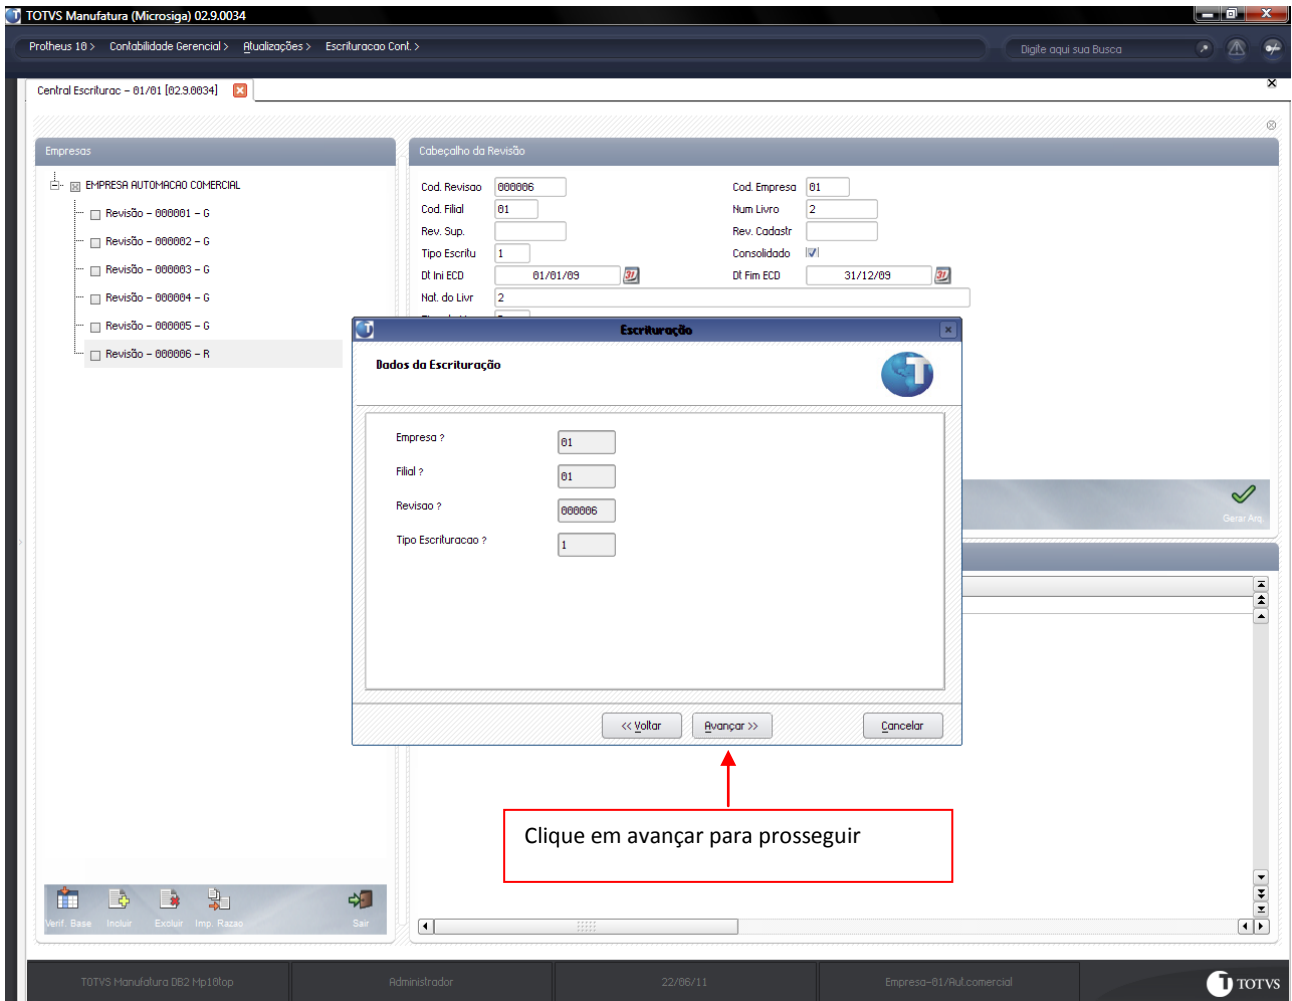 TOTVS Manufatura (Microsiga) 02.9.0034
Protheus 10 > Contabilidade Gerencial > Atualizações > Escrituracao Cont. >
Digite aqui sua Busca
Central Escriturac - 01/01 [02.9.0034]
Empresas
EMPRESA AUTOMACAO COMERCIAL
Revisão - 000001 - G
Revisão - 000002 - G
Revisão - 000003 - G
Revisão - 000004 - G
Revisão - 000005 - G
Revisão - 000006 - R
Cabeçalho da Revisão
Cod. Revisao 000006 Cod. Empresa 01
Cod. Filial 01 Num Livro 2
Rev. Sup. Rev. Cadastr
Tipo Escritu 1 Consolidado
Dt Ini ECD 01/01/09 31 Dt Fim ECD 31/12/09 31
Nat. do Livr 2
Escrituração
Dados da Escrituração
Empresa ? 01
Filial ? 01
Revisao ? 000006
Tipo Escrituracao ? 1
<< Voltar Avançar >> Cancelar
Gerar Arq.
Clique em avançar para prosseguir
Verif. Base Incluir Excluir Imp. Razao Sair
TOTVS Manufatura DB2 Mp10top Administrador 22/06/11 Empresa-01/Aut.comercial TOTVS